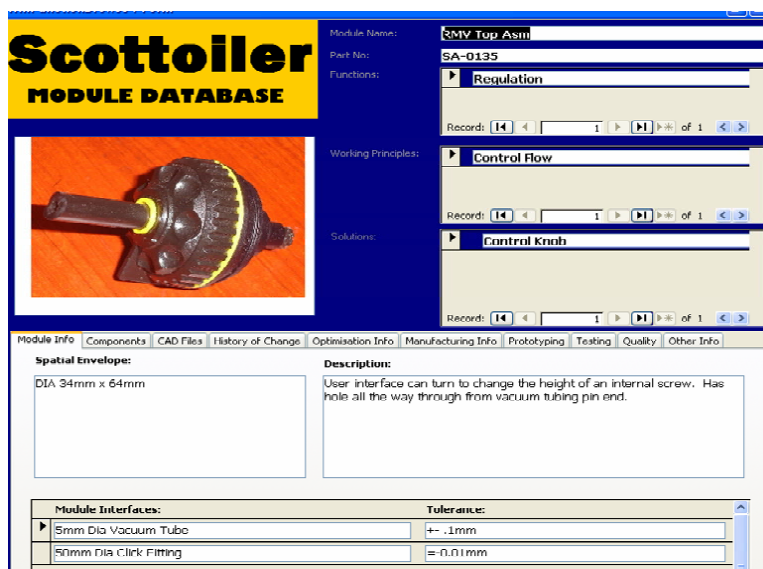 Scottoiler
MODULE DATABASE
Module Name: RMV Top Asm
Part No: SA-0135
Functions: Regulation
Record: 1 of 1
Working Principles: Control Flow
Record: 1 of 1
Solutions: Control Knob
Record: 1 of 1
Module Info Components CAD Files History of Change Optimisation Info Manufacturing Info Prototyping Testing Quality Other Info
Spatial Envelope:
DIA 34mm x 64mm
Description:
User interface can turn to change the height of an internal screw. Has
hole all the way through from vacuum tubing pin end.
Module Interfaces: Tolerance:
5mm Dia Vacuum Tube +- .1mm
50mm Dia Click Fitting =-0.01mm